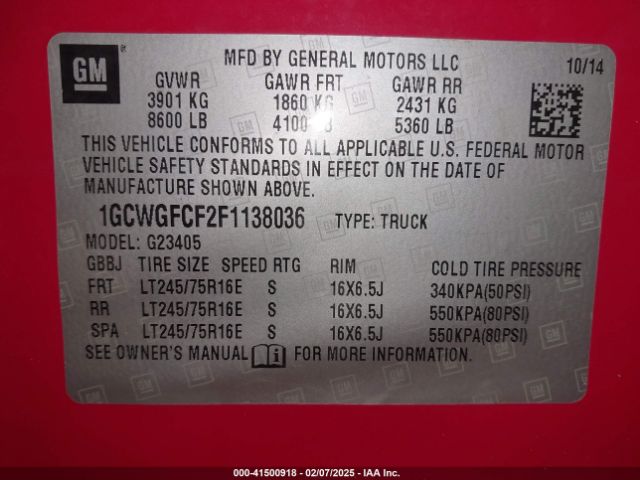 GM
MFD BY GENERAL MOTORS LLC 10/14
GVWR GAWR FRT GAWR RR
3901 KG 1860 KG 2431 KG
8600 LB 4100 LB 5360 LB
THIS VEHICLE CONFORMS TO ALL APPLICABLE U.S. FEDERAL MOTOR
VEHICLE SAFETY STANDARDS IN EFFECT ON THE DATE OF
MANUFACTURE SHOWN ABOVE.
1GCWGFCF2F1138036 TYPE: TRUCK
MODEL: G23405
GBBJ TIRE SIZE SPEED RTG RIM COLD TIRE PRESSURE
FRT LT245/75R16E S 16X6.5J 340KPA(50PSI)
RR LT245/75R16E S 16X6.5J 550KPA(80PSI)
SPA LT245/75R16E S 16X6.5J 550KPA(80PSI)
SEE OWNER'S MANUAL FOR MORE INFORMATION.
000-41500918 - 02/07/2025 - IAAI.COM